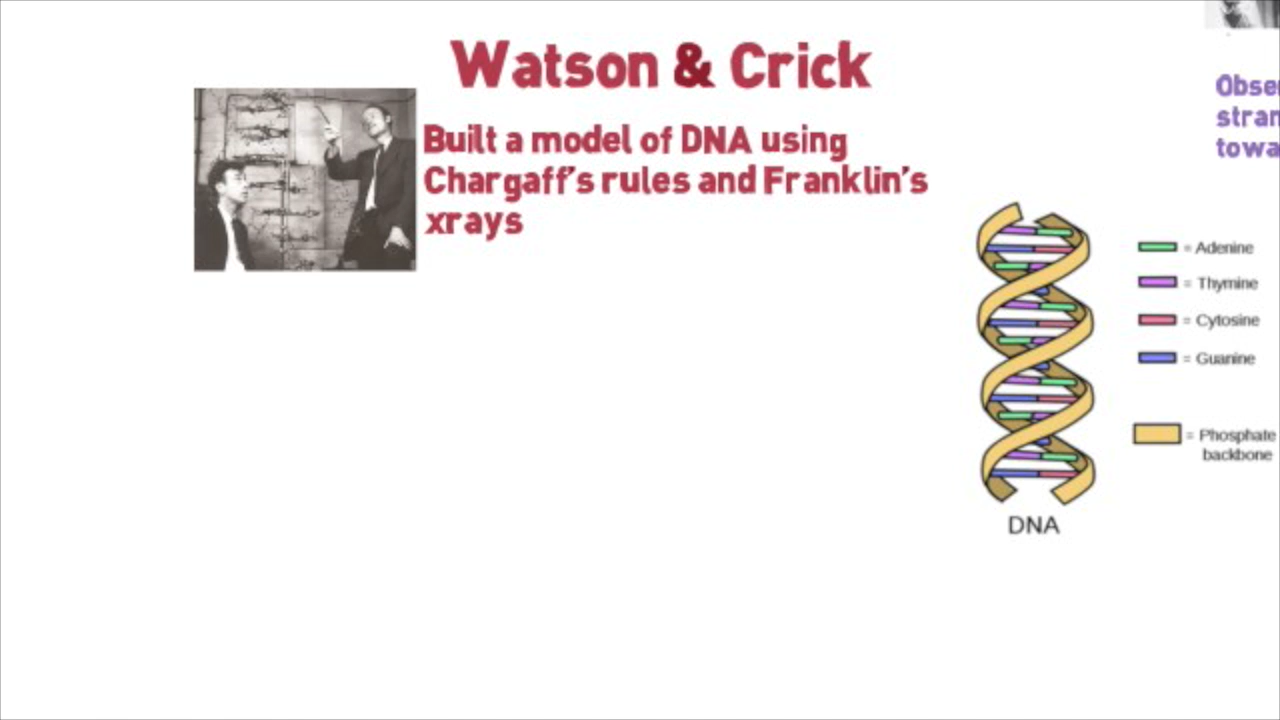 Watson & Crick
Built a model of DNA using
Chargaff's rules and Franklin's
xrays
= Adenine
= Thymine
= Cytosine
= Guanine
= Phosphate
backbone
DNA